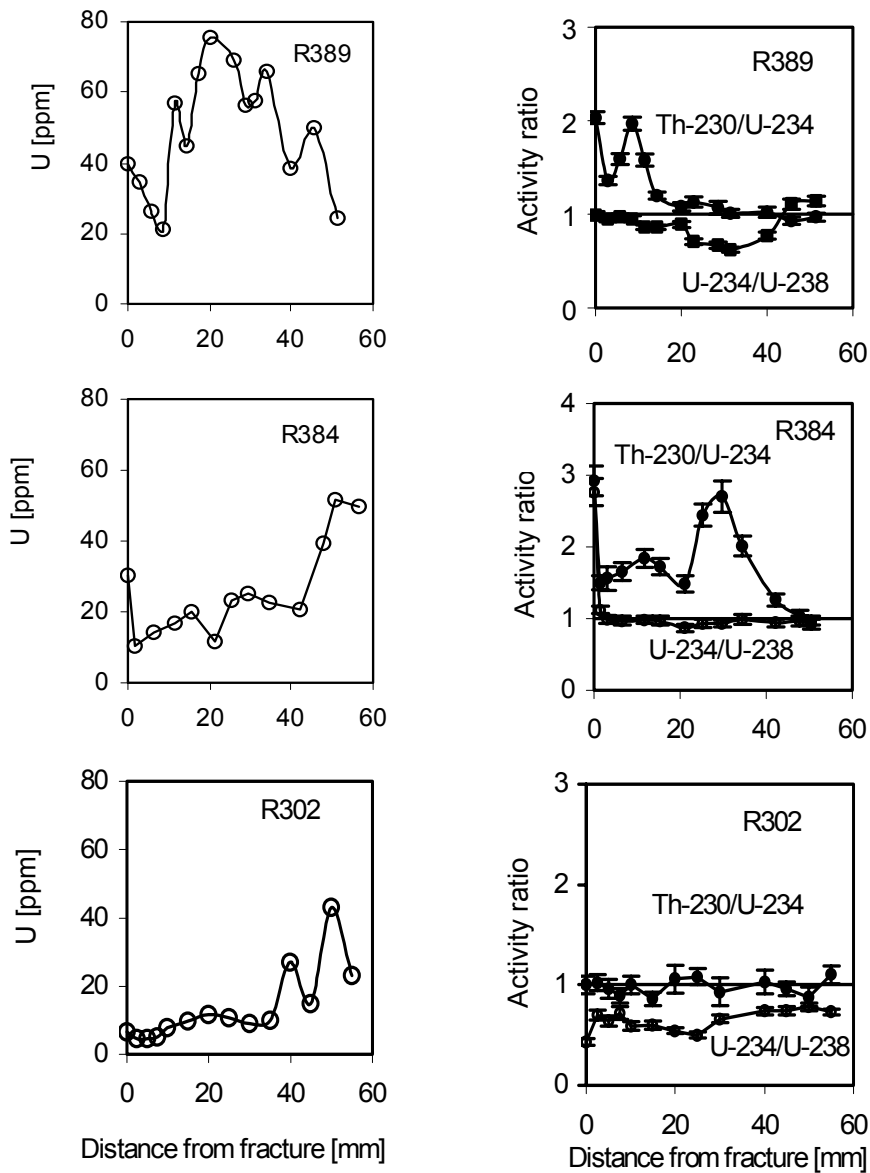 80
60
40
20
0
U [ppm]
R389
0 20 40 60
3
2
1
0
Activity ratio
R389
Th-230/U-234
U-234/U-238
0 20 40 60
80
60
40
20
0
U [ppm]
R384
0 20 40 60
4
3
2
1
0
Activity ratio
R384
Th-230/U-234
U-234/U-238
0 20 40 60
80
60
40
20
0
U [ppm]
R302
0 20 40 60
Distance from fracture [mm]
3
2
1
0
Activity ratio
R302
Th-230/U-234
U-234/U-238
0 20 40 60
Distance from fracture [mm]